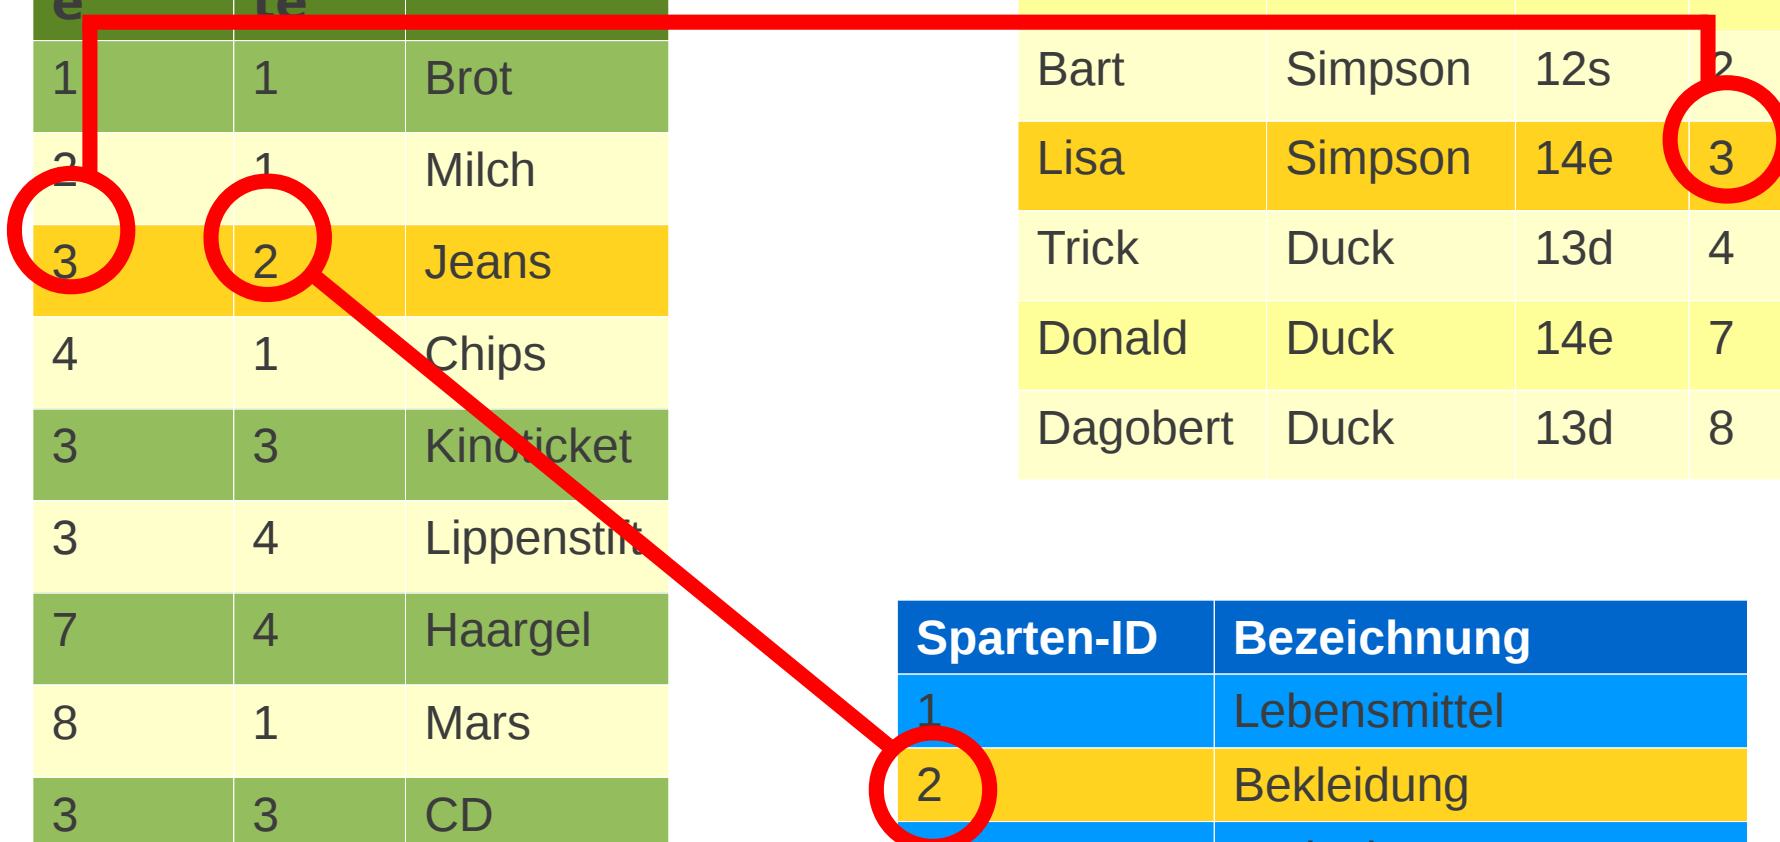 e te
1 1 Brot
2 1 Milch
3 2 Jeans
4 1 Chips
3 3 Kinoticket
3 4 Lippenstift
7 4 Haargel
8 1 Mars
3 3 CD
Bart Simpson 12s 2
Lisa Simpson 14e 3
Trick Duck 13d 4
Donald Duck 14e 7
Dagobert Duck 13d 8
Sparten-ID Bezeichnung
1 Lebensmittel
2 Bekleidung